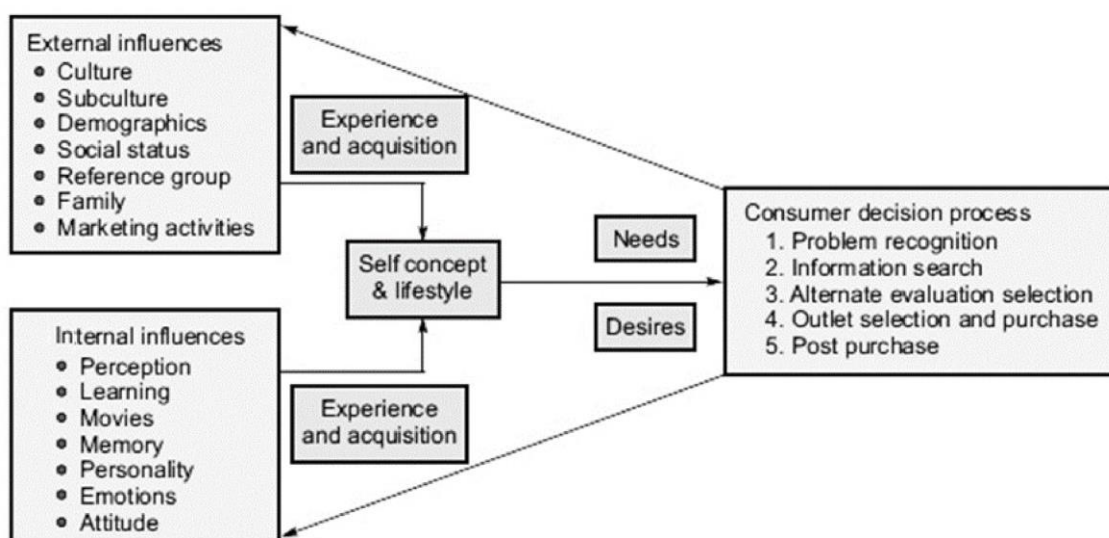 External influences
Culture
Subculture
Demographics
Social status
Reference group
Family
Marketing activities
Experience
and acquisition
Self concept
& lifestyle
Internal influences
Perception
Learning
Movies
Memory
Personality
Emotions
Attitude
Experience
and acquisition
Needs
Desires
Consumer decision process
1. Problem recognition
2. Information search
3. Alternate evaluation selection
4. Outlet selection and purchase
5. Post purchase